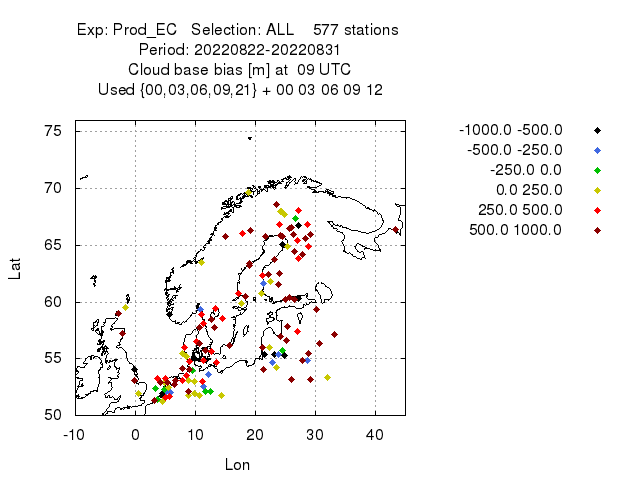 Exp: Prod_EC Selection: ALL 577 stations
Period: 20220822-20220831
Cloud base bias [m] at 09 UTC
Used {00,03,06,09,21} + 00 03 06 09 12
75
70
65
60
55
50
-10 0 10 20 30 40
Lat
Lon
-1000.0 -500.0
-500.0 -250.0
-250.0 0.0
0.0 250.0
250.0 500.0
500.0 1000.0